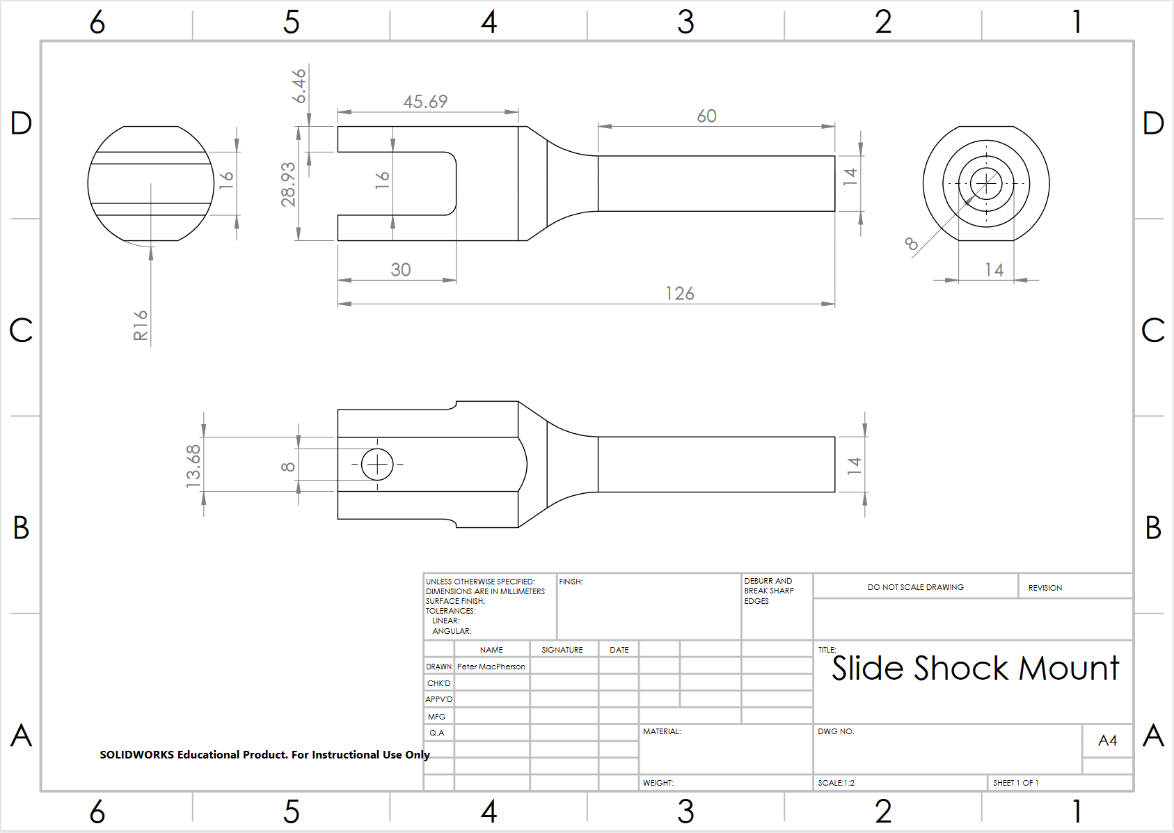 6 5 4 3 2 1
D D
C C
B B
A A
6.46
45.69
60
16
28.93
16
14
8
14
30
126
R16
13.68
8
14
UNLESS OTHERWISE SPECIFIED:
DIMENSIONS ARE IN MILLIMETERS
SURFACE FINISH:
TOLERANCES:
LINEAR:
ANGULAR:
FINISH:
DEBURR AND
BREAK SHARP
EDGES
DO NOT SCALE DRAWING
REVISION
NAME SIGNATURE DATE
DRAWN Peter MacPherson
CHK'D
APPV'D
MFG
Q.A
TITLE:
Slide Shock Mount
MATERIAL:
DWG NO.
A4
WEIGHT:
SCALE:1:2
SHEET 1 OF 1
SOLIDWORKS Educational Product. For Instructional Use Only
6 5 4 3 2 1